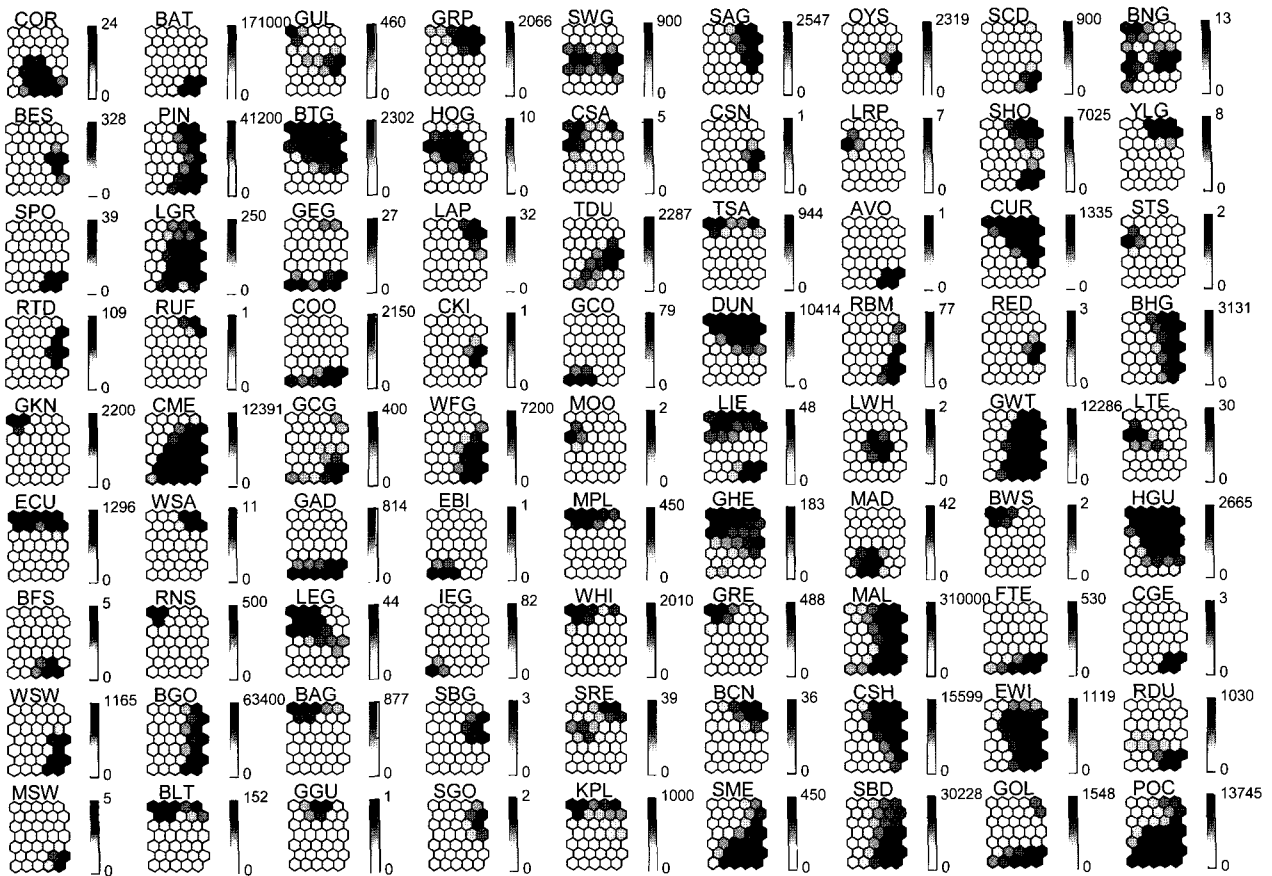 COR 24 BAT 171000 GUL 460 GRP 2066 SWG 900 SAG 2547 OYS 2319 SCD 900 BNG 13
0 0 0 0 0 0 0 0 0
BES 328 PIN 41200 BTG 2302 HOG 10 CSA 5 CSN 1 LRP 7 SHO 7025 YLG 8
0 0 0 0 0 0 0 0 0
SPO 39 LGR 250 GEG 27 LAP 32 TDU 2287 TSA 944 AVO 1 CUR 1335 STS 2
0 0 0 0 0 0 0 0 0
RTD 109 RUF 1 COO 2150 CKI 1 GCO 79 DUN 10414 RBM 77 RED 3 BHG 3131
0 0 0 0 0 0 0 0 0
GKN 2200 CME 12391 GCG 400 WFG 7200 MOO 2 LIE 48 LWH 2 GWT 12286 LTE 30
0 0 0 0 0 0 0 0 0
ECU 1296 WSA 11 GAD 814 EBI 1 MPL 450 GHE 183 MAD 42 BWS 2 HGU 2665
0 0 0 0 0 0 0 0 0
BFS 5 RNS 500 LEG 44 IEG 82 WHI 2010 GRE 488 MAL 310000 FTE 530 CGE 3
0 0 0 0 0 0 0 0 0
WSW 1165 BGO 63400 BAG 877 SBG 3 SRE 39 BCN 36 CSH 15599 EWI 1119 RDU 1030
0 0 0 0 0 0 0 0 0
MSW 5 BLT 152 GGU 1 SGO 2 KPL 1000 SME 450 SBD 30228 GOL 1548 POC 13745
0 0 0 0 0 0 0 0 0